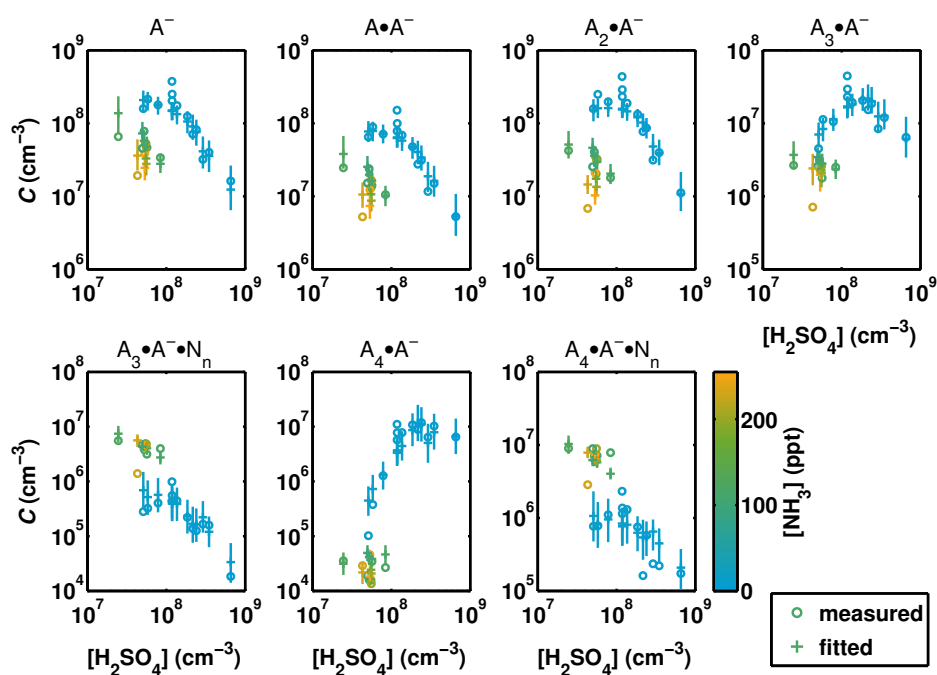 A⁻ A•A⁻ A₂•A⁻ A₃•A⁻
10⁹ 10⁹ 10⁹ 10⁸
10⁸ 10⁸ 10⁸ 10⁷
10⁷ 10⁷ 10⁷ 10⁶
10⁶ 10⁶ 10⁶ 10⁵
C (cm⁻³)
10⁷ 10⁸ 10⁹ 10⁷ 10⁸ 10⁹ 10⁷ 10⁸ 10⁹ 10⁷ 10⁸ 10⁹
[H₂SO₄] (cm⁻³)
A₃•A⁻•Nₙ A₄•A⁻ A₄•A⁻•Nₙ
10⁸ 10⁸ 10⁸
10⁷ 10⁷ 10⁷
10⁶ 10⁶ 10⁶
10⁵ 10⁵ 10⁵
10⁴ 10⁴
C (cm⁻³)
10⁷ 10⁸ 10⁹ 10⁷ 10⁸ 10⁹ 10⁷ 10⁸ 10⁹
[H₂SO₄] (cm⁻³) [H₂SO₄] (cm⁻³) [H₂SO₄] (cm⁻³)
200
100
0
[NH₃] (ppt)
measured
fitted